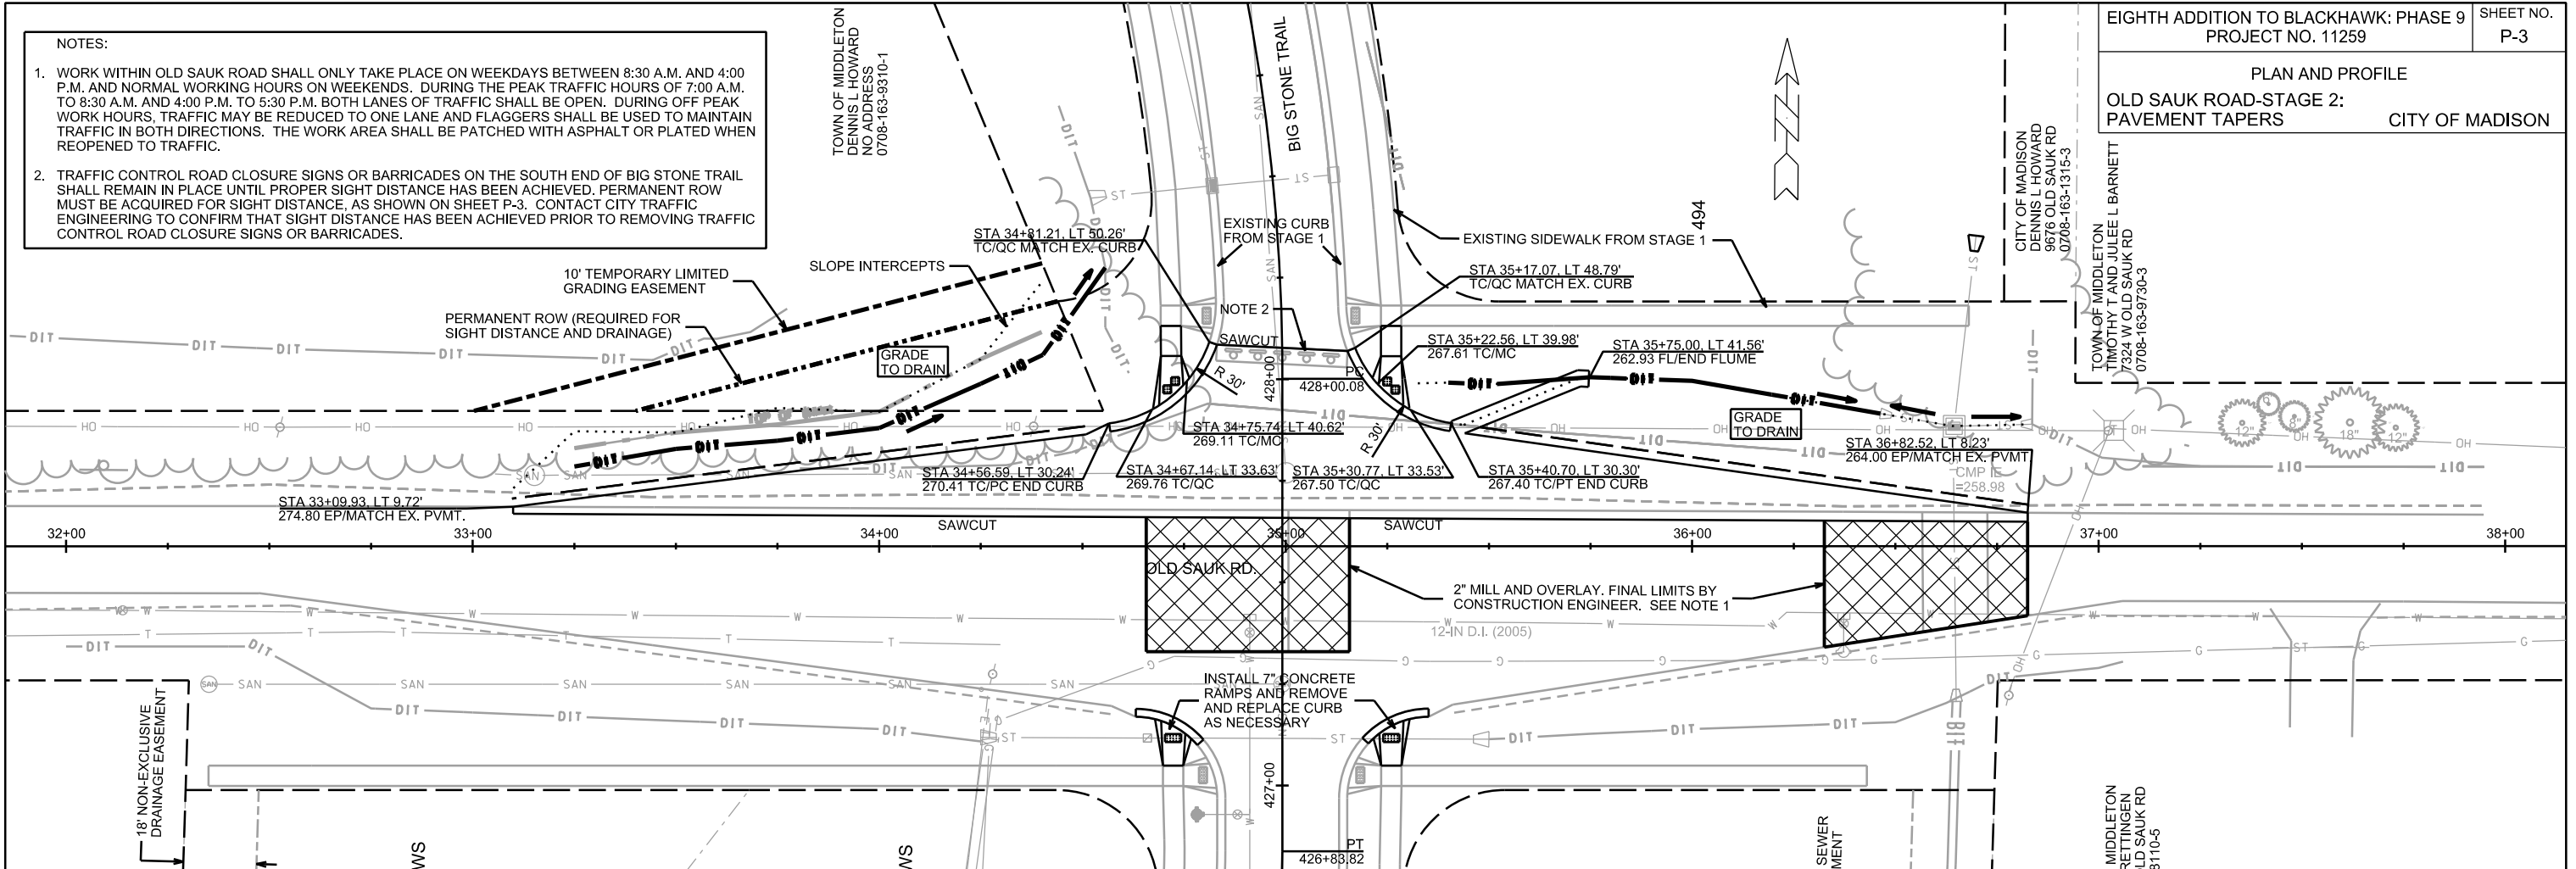 EIGHTH ADDITION TO BLACKHAWK: PHASE 9
PROJECT NO. 11259
SHEET NO.
P-3
PLAN AND PROFILE
OLD SAUK ROAD-STAGE 2:
PAVEMENT TAPERS
CITY OF MADISON
NOTES:
1. WORK WITHIN OLD SAUK ROAD SHALL ONLY TAKE PLACE ON WEEKDAYS BETWEEN 8:30 A.M. AND 4:00
P.M. AND NORMAL WORKING HOURS ON WEEKENDS. DURING THE PEAK TRAFFIC HOURS OF 7:00 A.M.
TO 8:30 A.M. AND 4:00 P.M. TO 5:30 P.M. BOTH LANES OF TRAFFIC SHALL BE OPEN. DURING OFF PEAK
WORK HOURS, TRAFFIC MAY BE REDUCED TO ONE LANE AND FLAGGERS SHALL BE USED TO MAINTAIN
TRAFFIC IN BOTH DIRECTIONS. THE WORK AREA SHALL BE PATCHED WITH ASPHALT OR PLATED WHEN
REOPENED TO TRAFFIC.
2. TRAFFIC CONTROL ROAD CLOSURE SIGNS OR BARRICADES ON THE SOUTH END OF BIG STONE TRAIL
SHALL REMAIN IN PLACE UNTIL PROPER SIGHT DISTANCE HAS BEEN ACHIEVED. PERMANENT ROW
MUST BE ACQUIRED FOR SIGHT DISTANCE, AS SHOWN ON SHEET P-3. CONTACT CITY TRAFFIC
ENGINEERING TO CONFIRM THAT SIGHT DISTANCE HAS BEEN ACHIEVED PRIOR TO REMOVING TRAFFIC
CONTROL ROAD CLOSURE SIGNS OR BARRICADES.
TOWN OF MIDDLETON
DENNIS L HOWARD
NO ADDRESS
0708-163-9310-1
BIG STONE TRAIL
N
494
CITY OF MADISON
DENNIS L HOWARD
9676 OLD SAUK RD
0708-163-1315-3
TOWN OF MIDDLETON
TIMOTHY T AND JULEE L BARNETT
7324 W OLD SAUK RD
0708-163-9730-3
STA 34+81.21, LT 50.26'
TC/QC MATCH EX. CURB
EXISTING CURB
FROM STAGE 1
EXISTING SIDEWALK FROM STAGE 1
STA 35+17.07, LT 48.79'
TC/QC MATCH EX. CURB
10' TEMPORARY LIMITED
GRADING EASEMENT
SLOPE INTERCEPTS
PERMANENT ROW (REQUIRED FOR
SIGHT DISTANCE AND DRAINAGE)
GRADE
TO DRAIN
NOTE 2
SAWCUT
STA 35+22.56, LT 39.98'
267.61 TC/MC
STA 35+75.00, LT 41.56'
262.93 FL/END FLUME
R 30'
428+00
PC
428+00.08
R 30'
GRADE
TO DRAIN
STA 34+75.74, LT 40.62'
269.11 TC/MC
STA 36+82.52, LT 8.23'
264.00 EP/MATCH EX. PVMT
CMP IE
=258.98
STA 34+56.59, LT 30.24'
270.41 TC/PC END CURB
STA 34+67.14, LT 33.63'
269.76 TC/QC
STA 35+30.77, LT 33.53'
267.50 TC/QC
STA 35+40.70, LT 30.30'
267.40 TC/PT END CURB
STA 33+09.93, LT 9.72'
274.80 EP/MATCH EX. PVMT.
12" 8" 18" 12"
SAWCUT
SAWCUT
32+00 33+00 34+00 35+00 36+00 37+00 38+00
OLD SAUK RD.
2" MILL AND OVERLAY. FINAL LIMITS BY
CONSTRUCTION ENGINEER. SEE NOTE 1
12-IN D.I. (2005)
INSTALL 7" CONCRETE
RAMPS AND REMOVE
AND REPLACE CURB
AS NECESSARY
18' NON-EXCLUSIVE
DRAINAGE EASEMENT
427+00
PT
426+83.82
WS
WS
SEWER
MENT
MIDDLETON
RETTINGEN
LD SAUK RD
3110-5